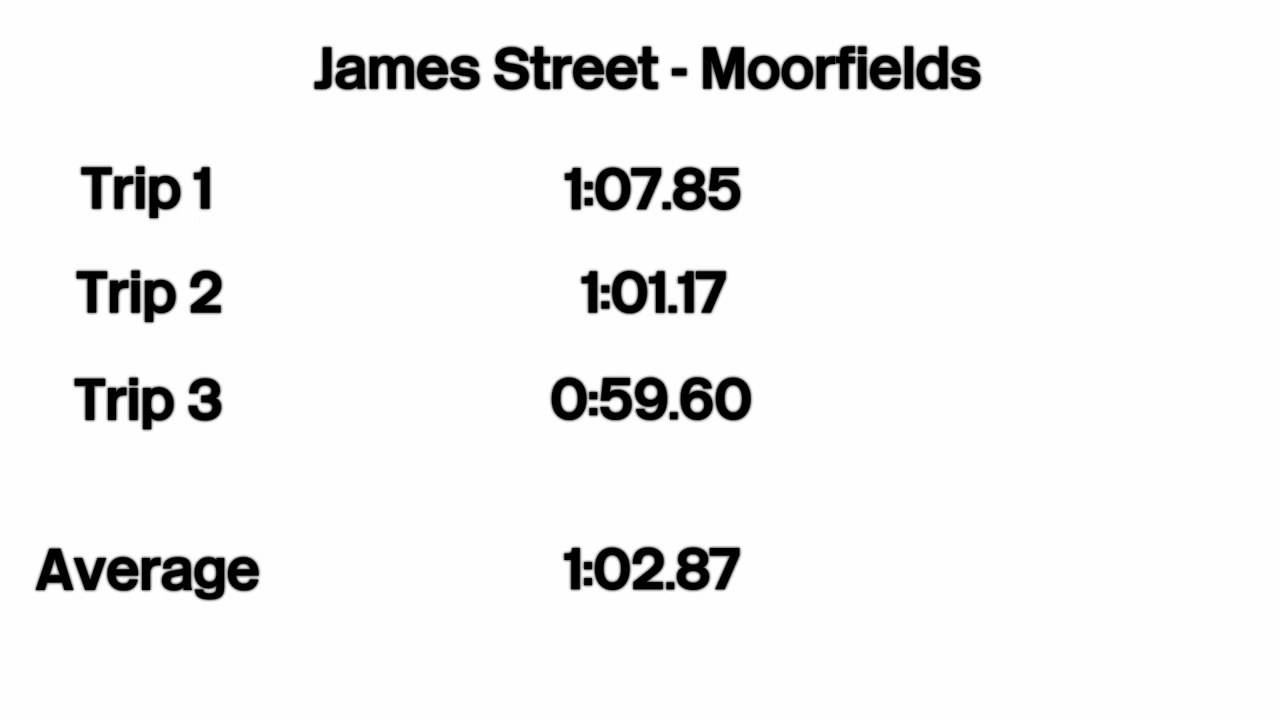 James Street - Moorfields
Trip 1 1:07.85
Trip 2 1:01.17
Trip 3 0:59.60
Average 1:02.87